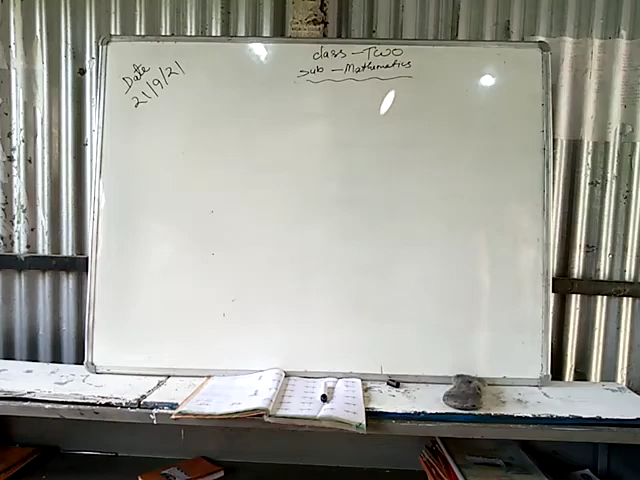 Date
21/9/21
class - Two
sub - Mathematics